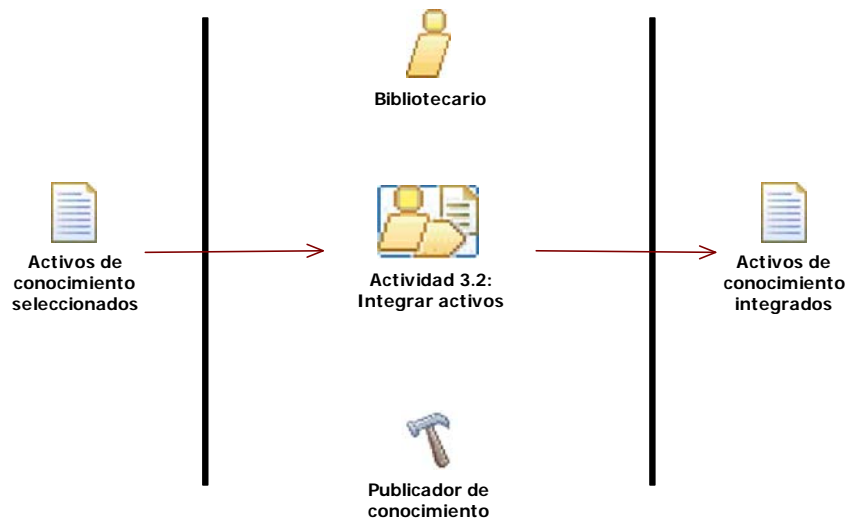 Bibliotecario
Activos de
conocimiento
seleccionados
Actividad 3.2:
Integrar activos
Activos de
conocimiento
integrados
Publicador de
conocimiento